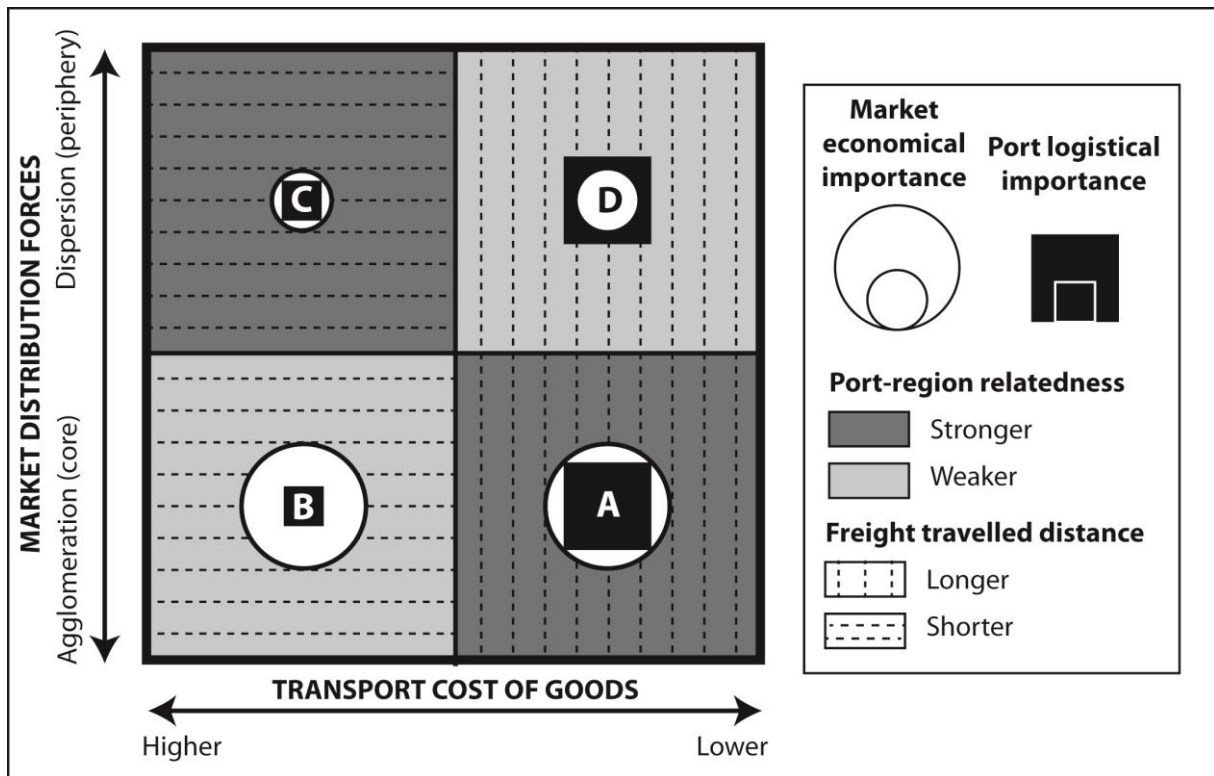 MARKET DISTRIBUTION FORCES
Dispersion (periphery)
Agglomeration (core)
C
D
B
A
TRANSPORT COST OF GOODS
Higher
Lower
Market
economical
importance
Port logistical
importance
Port-region relatedness
Stronger
Weaker
Freight travelled distance
Longer
Shorter